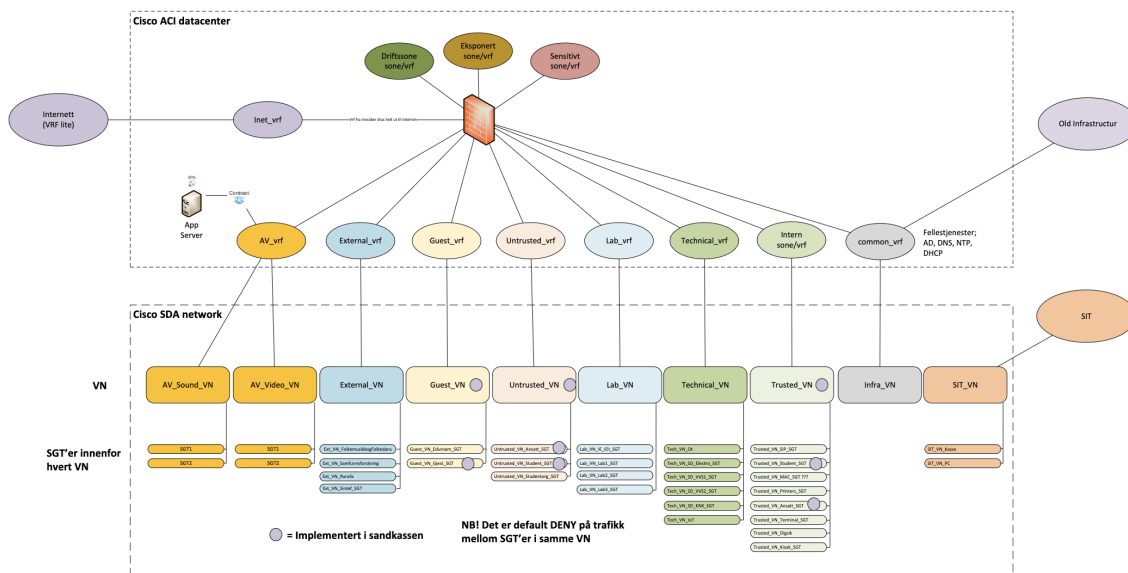 Cisco ACI datacenter
Driftssone
sone/vrf
Eksponert
sone/vrf
Sensitivt
sone/vrf
Internett
(VRF lite)
Inet_vrf
Old Infrastructur
Contract
App
Server
AV_vrf
External_vrf
Guest_vrf
Untrusted_vrf
Lab_vrf
Technical_vrf
Intern
sone/vrf
common_vrf
Fellestjenester;
AD, DNS, NTP,
DHCP
Cisco SDA network
SIT
VN
AV_Sound_VN
AV_Video_VN
External_VN
Guest_VN
Untrusted_VN
Lab_VN
Technical_VN
Trusted_VN
Infra_VN
SIT_VN
SGT'er innenfor
hvert VN
SGT1
SGT2
SGT1
SGT2
Ext_VN_FolkemusikkogFolkedans
Ext_VN_Samfunnsforskning
Ext_VN_Ruralis
Ext_VN_Sintef_SGT
Guest_VN_Eduroam_SGT
Guest_VN_Gjest_SGT
Untrusted_VN_Ansatt_SGT
Untrusted_VN_Student_SGT
Untrusted_VN_Studentorg_SGT
Lab_VN_IE_IDI_SGT
Lab_VN_Lab1_SGT
Lab_VN_Lab2_SGT
Lab_VN_Lab3_SGT
Tech_VN_Ot
Tech_VN_SD_Electro_SGT
Tech_VN_SD_VVS1_SGT
Tech_VN_SD_VVS2_SGT
Tech_VN_SD_KNX_SGT
Tech_VN_IoT
Trusted_VN_SIP_SGT
Trusted_VN_Student_SGT
Trusted_VN_MAC_SGT ???
Trusted_VN_Printers_SGT
Trusted_VN_Ansatt_SGT
Trusted_VN_Terminal_SGT
Trusted_VN_Digsik
Trusted_VN_Kiosk_SGT
SIT_VN_Kasse
SIT_VN_PC
= Implementert i sandkassen
NB! Det er default DENY på trafikk
mellom SGT'er i samme VN